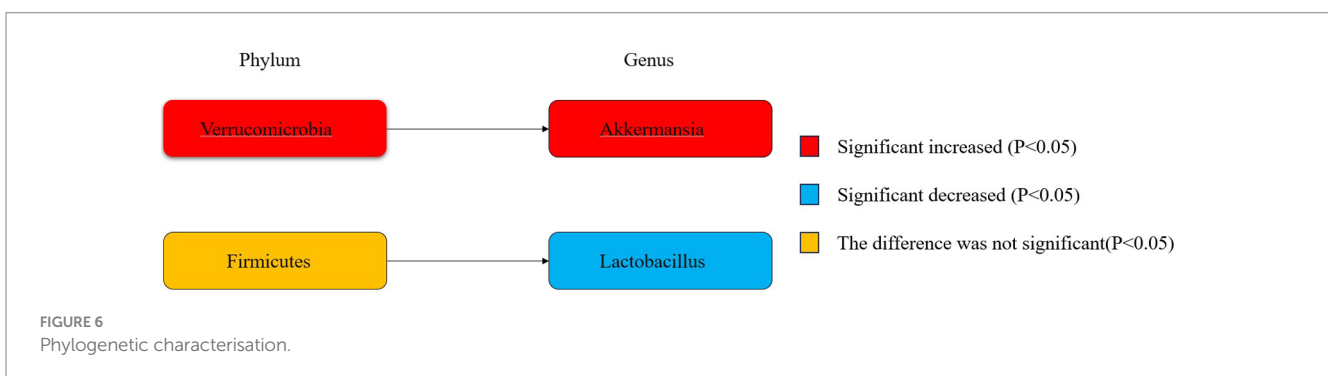 Phylum Genus
Verrucomicrobia Akkermansia
Significant increased (P<0.05)
Significant decreased (P<0.05)
The difference was not significant(P<0.05)
Firmicutes Lactobacillus
FIGURE 6
Phylogenetic characterisation.